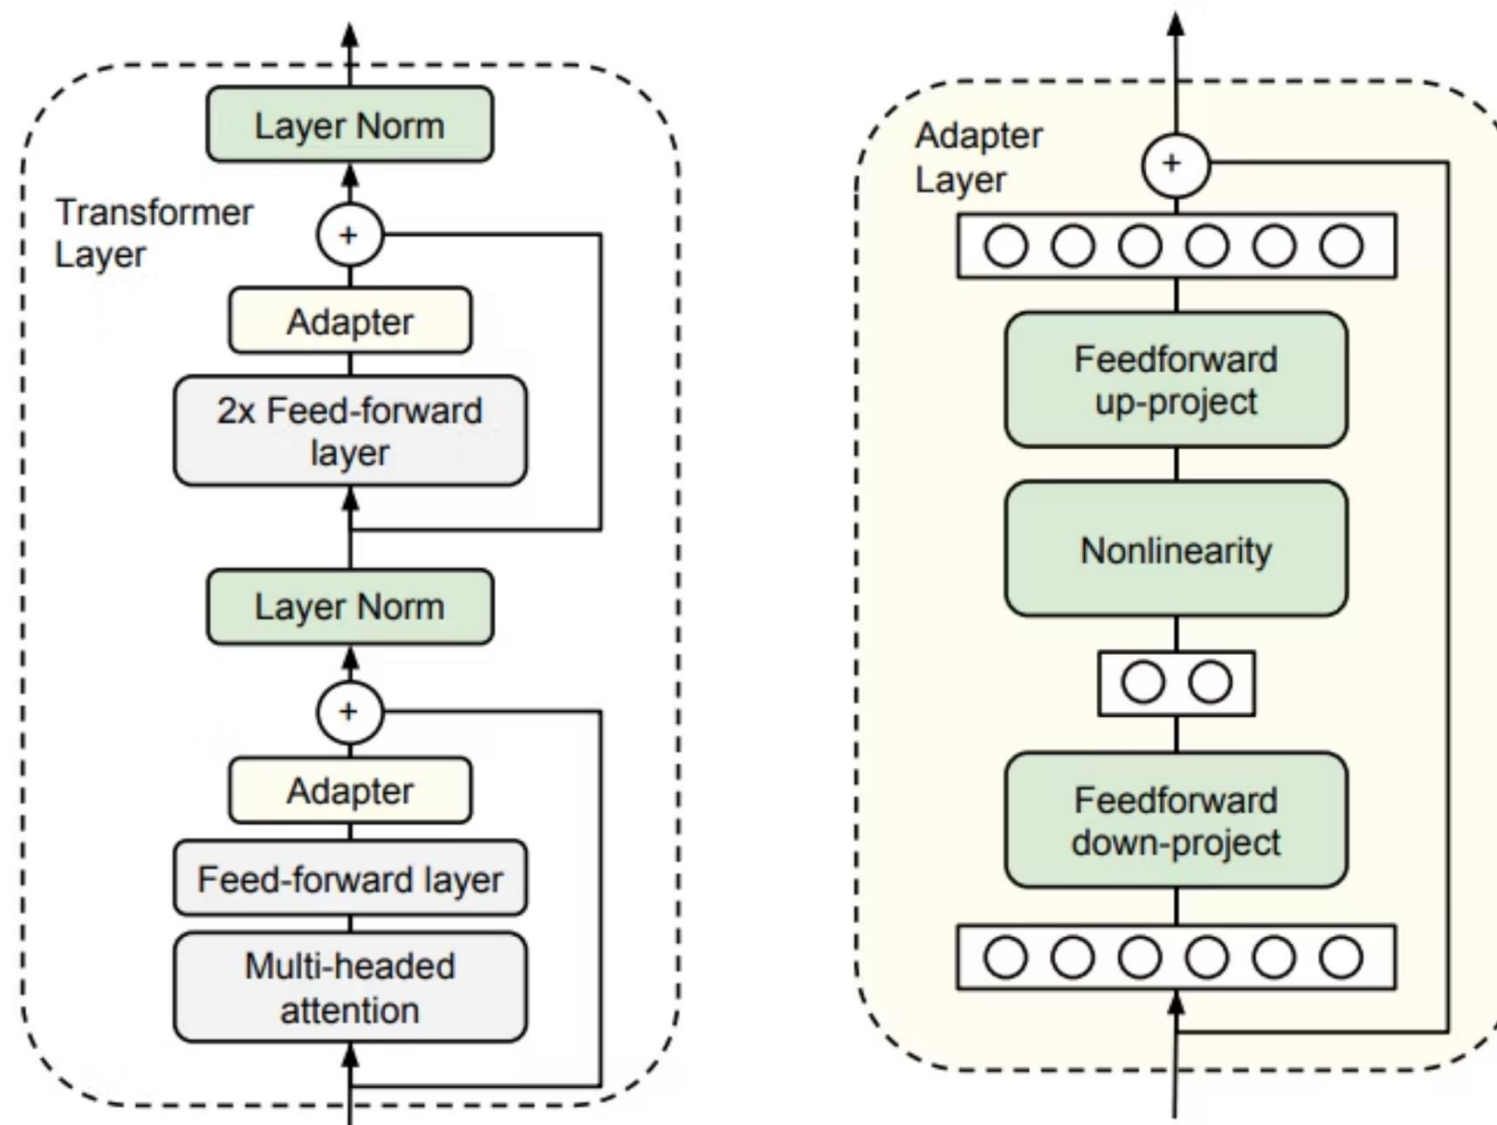 Layer Norm
Transformer
Layer
+
Adapter
2x Feed-forward
layer
Layer Norm
+
Adapter
Feed-forward layer
Multi-headed
attention
Adapter
Layer
+
Feedforward
up-project
Nonlinearity
Feedforward
down-project